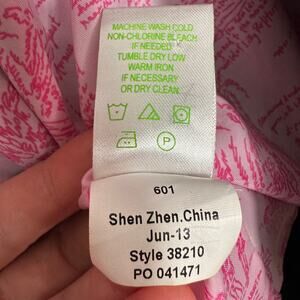 MACHINE WASH COLD
NON-CHLORINE BLEACH
IF NEEDED
TUMBLE DRY LOW
WARM IRON
IF NECESSARY
OR DRY CLEAN
P
601
Shen Zhen.China
Jun-13
Style 38210
PO 041471